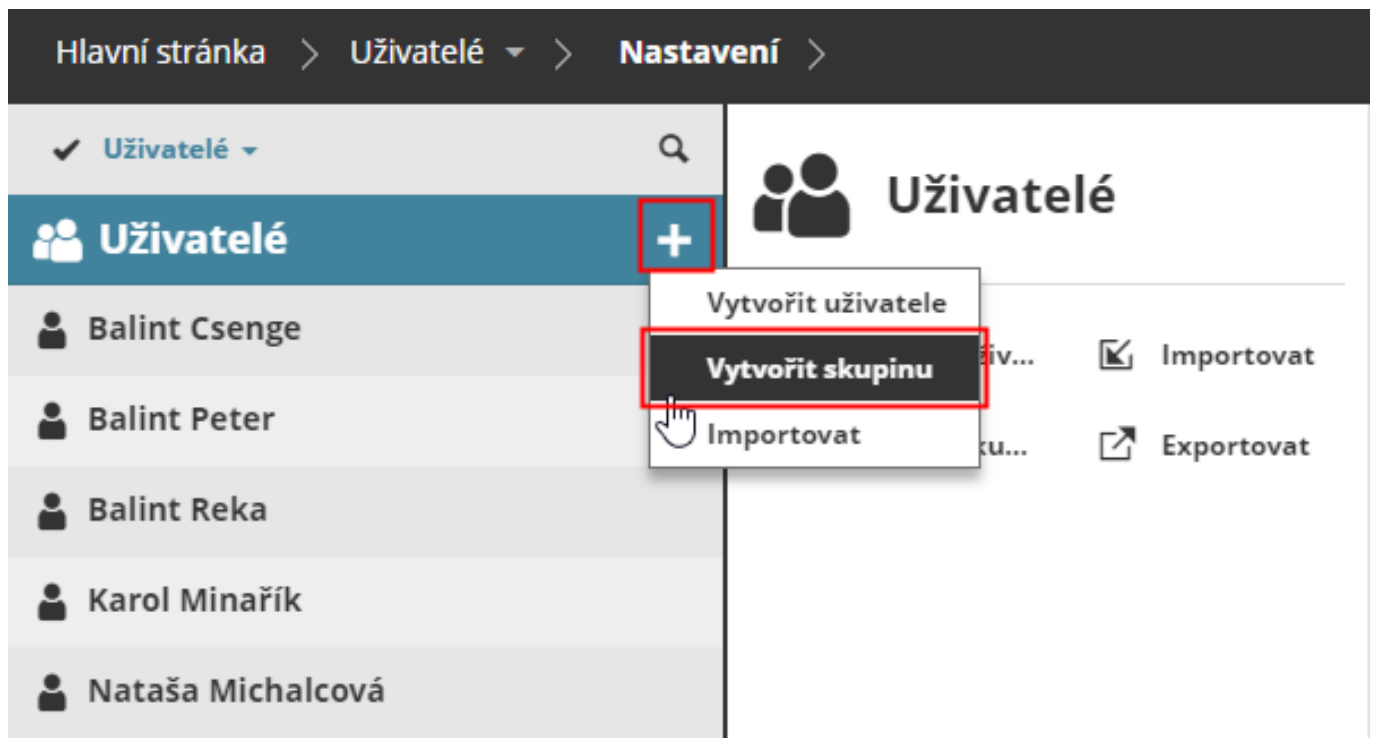 Hlavní stránka > Uživatelé > Nastavení >
Uživatelé
Uživatelé
Balint Csenge
Balint Peter
Balint Reka
Karol Minařík
Nataša Michalcová
Vytvořit uživatele
Vytvořit skupinu
Importovat
Uživatelé
Importovat
Exportovat